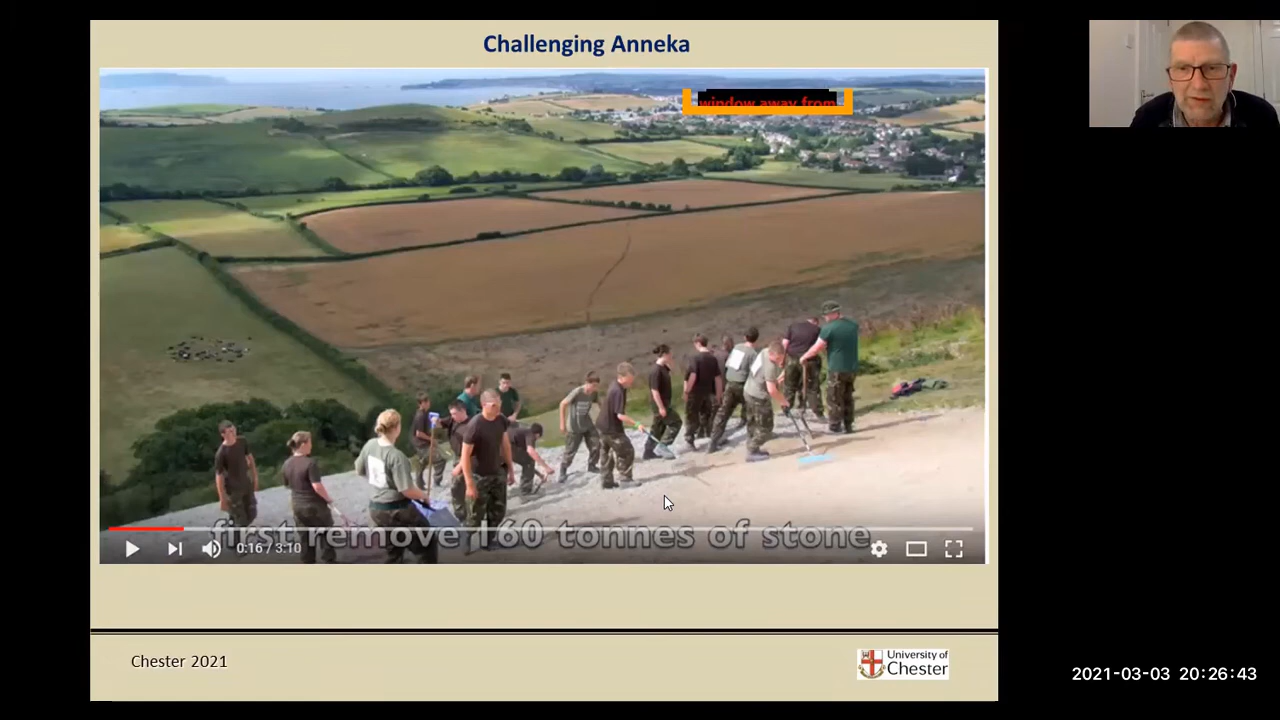 Challenging Anneka
window away from
first remove 160 tonnes of stone
0:16 / 3:10
Chester 2021
University of
Chester
2021-03-03 20:26:43